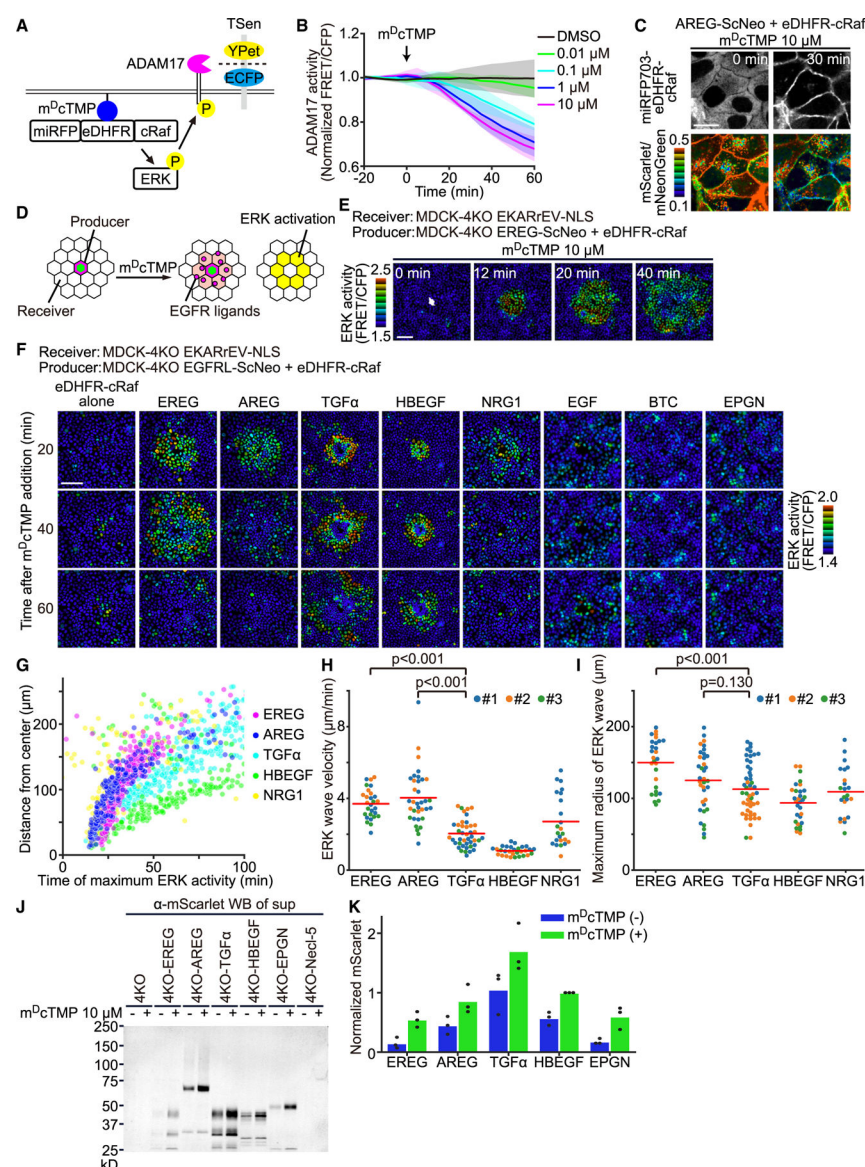 A
TSen
YPet
ADAM17
ECFP
mᴰcTMP
P
miRFP eDHFR cRaf
P
ERK
B
mᴰcTMP
DMSO
0.01 μM
0.1 μM
1 μM
10 μM
ADAM17 activity
(Normalized FRET/CFP)
1.2
1.0
0.8
0.6
-20 0 20 40 60
Time (min)
C
AREG-ScNeo + eDHFR-cRaf
mᴰcTMP 10 μM
0 min 30 min
miRFP703-
eDHFR-
cRaf
mScarlet/
mNeonGreen
0.5
0.1
D
Producer
ERK activation
mᴰcTMP
Receiver
EGFR ligands
E
Receiver: MDCK-4KO EKARrEV-NLS
Producer: MDCK-4KO EREG-ScNeo + eDHFR-cRaf
mᴰcTMP 10 μM
0 min 12 min 20 min 40 min
ERK activity
(FRET/CFP)
2.5
1.5
F
Receiver: MDCK-4KO EKARrEV-NLS
Producer: MDCK-4KO EGFRL-ScNeo + eDHFR-cRaf
eDHFR-cRaf
alone
EREG AREG TGFα HBEGF NRG1 EGF BTC EPGN
Time after mᴰcTMP addition (min)
20
40
60
ERK activity
(FRET/CFP)
2.0
1.4
G
Distance from center (μm)
250
200
150
100
50
0
0 50 100
Time of maximum ERK activity (min)
EREG
AREG
TGFα
HBEGF
NRG1
H
p<0.001
p<0.001
#1 #2 #3
ERK wave velocity (μm/min)
8
6
4
2
0
EREG AREG TGFα HBEGF NRG1
I
p<0.001
p=0.130
#1 #2 #3
Maximum radius of ERK wave (μm)
200
150
100
50
0
EREG AREG TGFα HBEGF NRG1
J
α-mScarlet WB of sup
4KO
4KO-EREG
4KO-AREG
4KO-TGFα
4KO-HBEGF
4KO-EPGN
4KO-Necl-5
mᴰcTMP 10 μM - + - + - + - + - + - + - +
250
150
100
75
50
37
25
kD
K
mᴰcTMP (-)
mᴰcTMP (+)
Normalized mScarlet
2
1
0
EREG AREG TGFα HBEGF EPGN